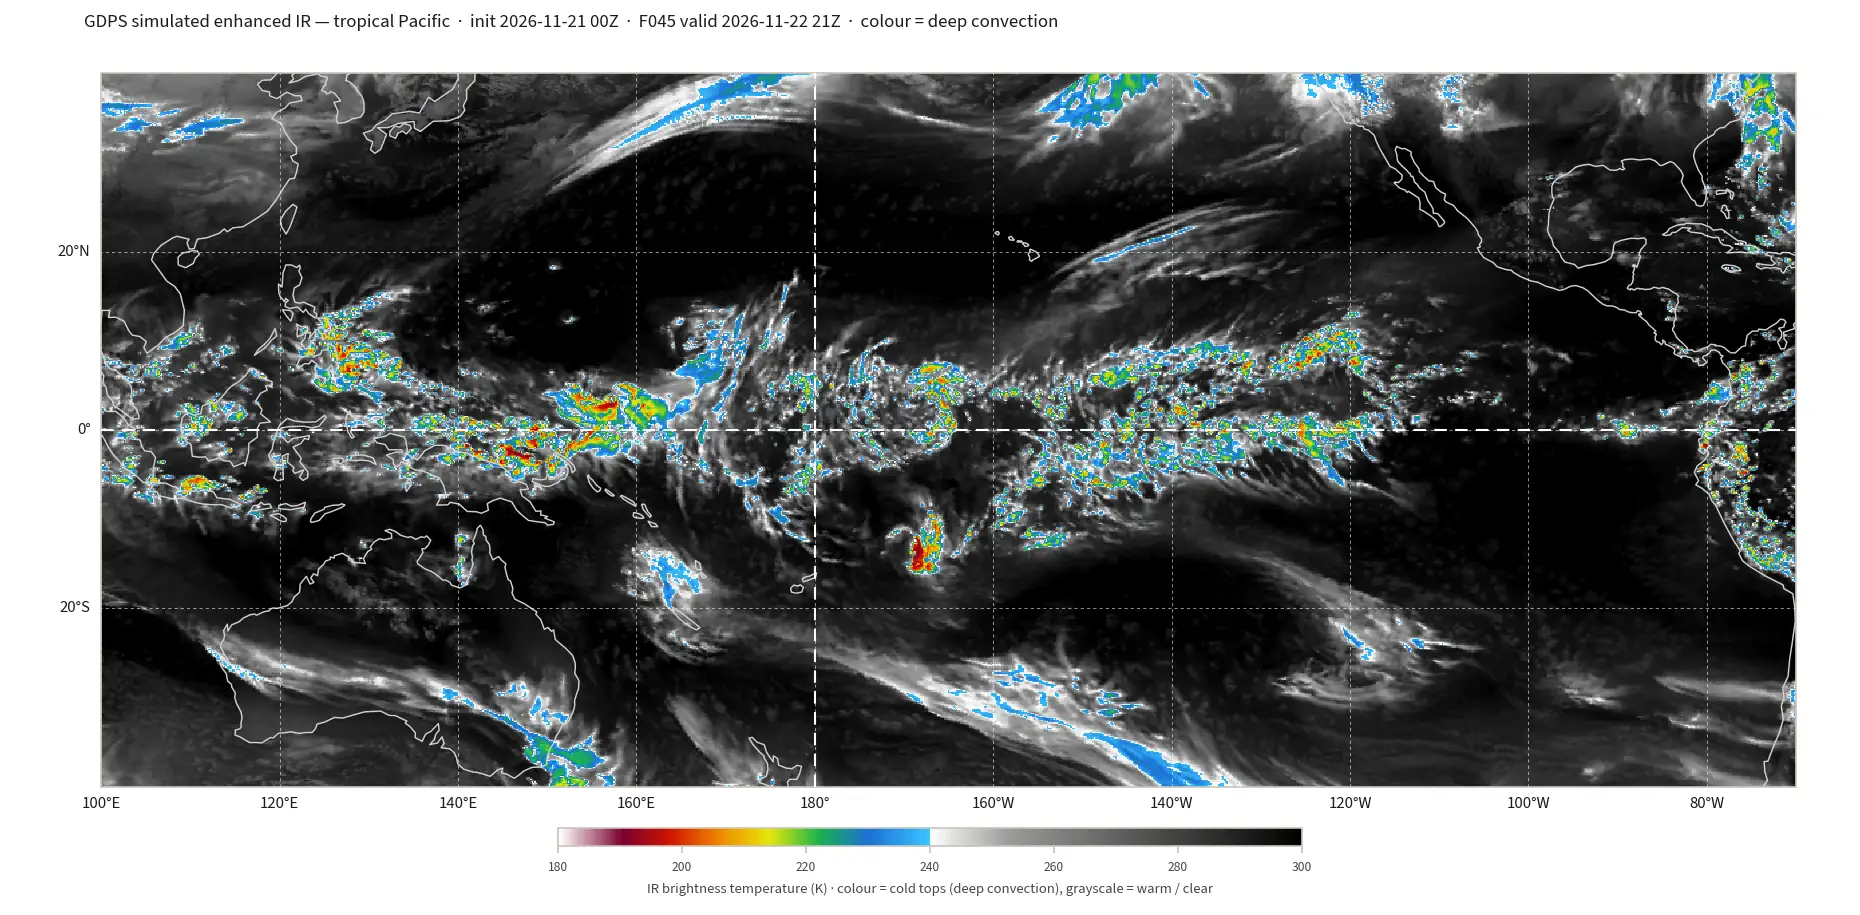 GDPS simulated enhanced IR — tropical Pacific · init 2026-11-21 00Z · F045 valid 2026-11-22 21Z · colour = deep convection
20°N
0°
20°S
100°E 120°E 140°E 160°E 180° 160°W 140°W 120°W 100°W 80°W
180 200 220 240 260 280 300
IR brightness temperature (K) · colour = cold tops (deep convection), grayscale = warm / clear